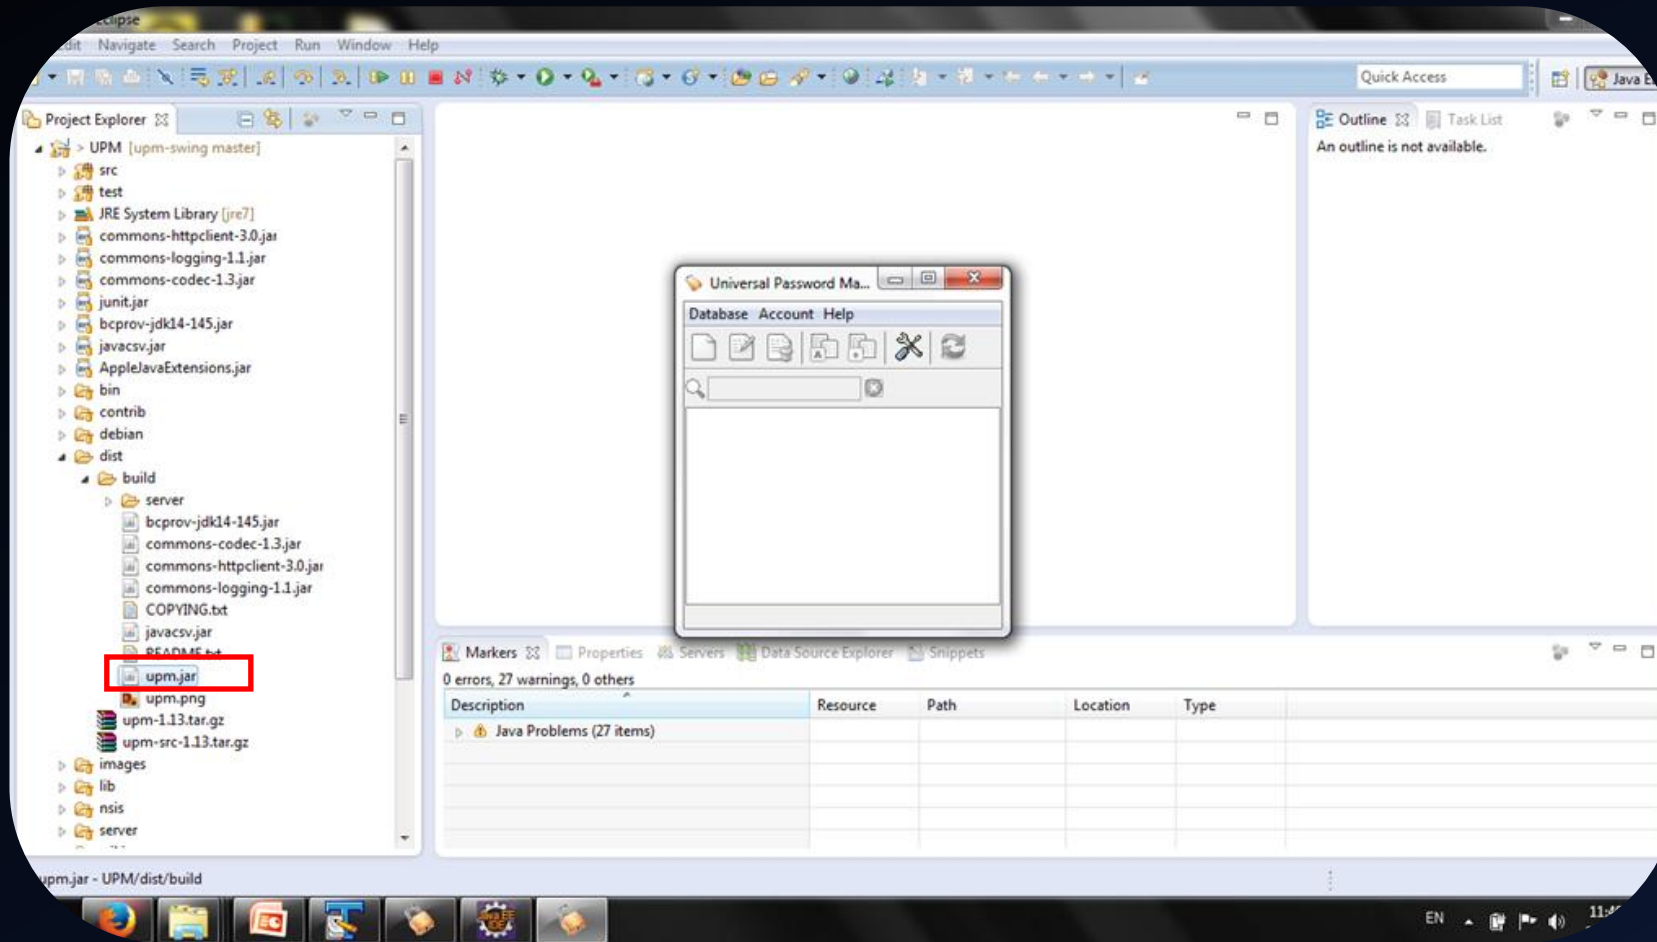 Eclipse
Edit Navigate Search Project Run Window Help
Quick Access
Java E
Project Explorer
> UPM [upm-swing master]
src
test
JRE System Library [jre7]
commons-httpclient-3.0.jar
commons-logging-1.1.jar
commons-codec-1.3.jar
junit.jar
bcprov-jdk14-145.jar
javacsv.jar
AppleJavaExtensions.jar
bin
contrib
debian
dist
build
server
bcprov-jdk14-145.jar
commons-codec-1.3.jar
commons-httpclient-3.0.jar
commons-logging-1.1.jar
COPYING.txt
javacsv.jar
README.txt
upm.jar
upm.png
upm-1.13.tar.gz
upm-src-1.13.tar.gz
images
lib
nsis
server
Universal Password Ma...
Database Account Help
Outline Task List
An outline is not available.
Markers Properties Servers Data Source Explorer Snippets
0 errors, 27 warnings, 0 others
Description Resource Path Location Type
Java Problems (27 items)
upm.jar - UPM/dist/build
Java EE
IDE
EN